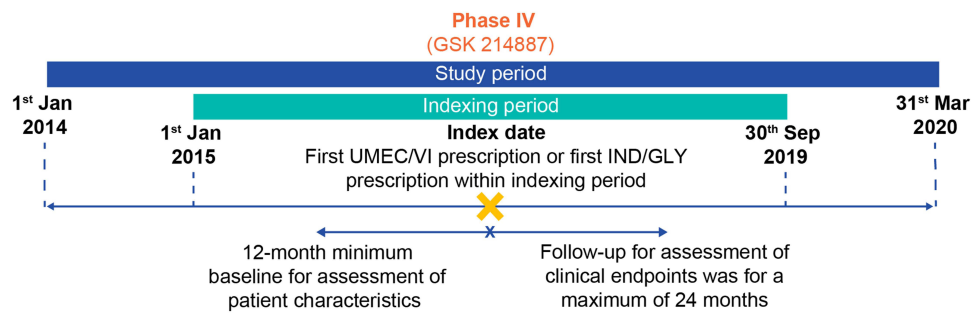 Phase IV
(GSK 214887)
Study period
1st Jan
2014
31st Mar
2020
Indexing period
1st Jan
2015
30th Sep
2019
Index date
First UMEC/VI prescription or first IND/GLY
prescription within indexing period
x
12-month minimum
baseline for assessment of
patient characteristics
Follow-up for assessment of
clinical endpoints was for a
maximum of 24 months